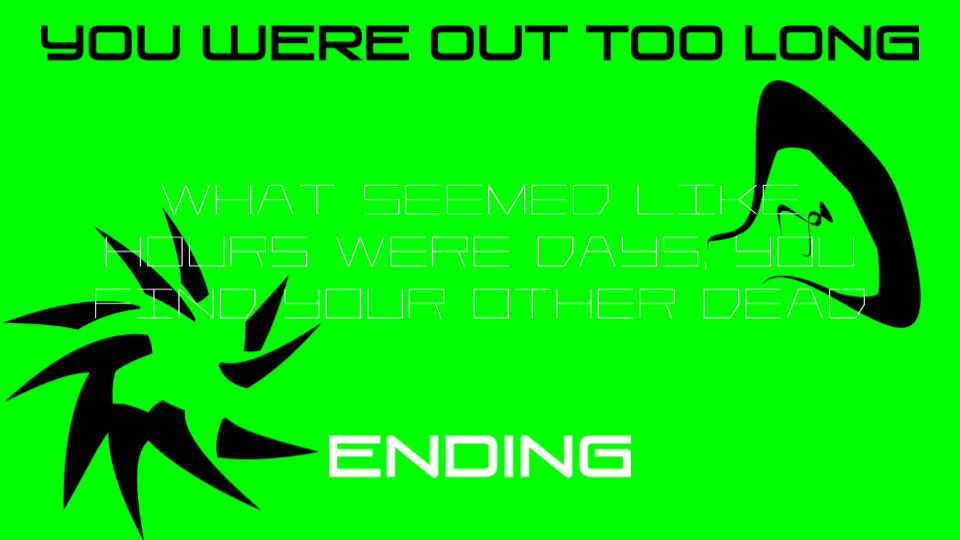 YOU WERE OUT TOO LONG
WHAT SEEMED LIKE
HOURS WERE DAYS, YOU
FIND YOUR OTHER DEAD
ENDING